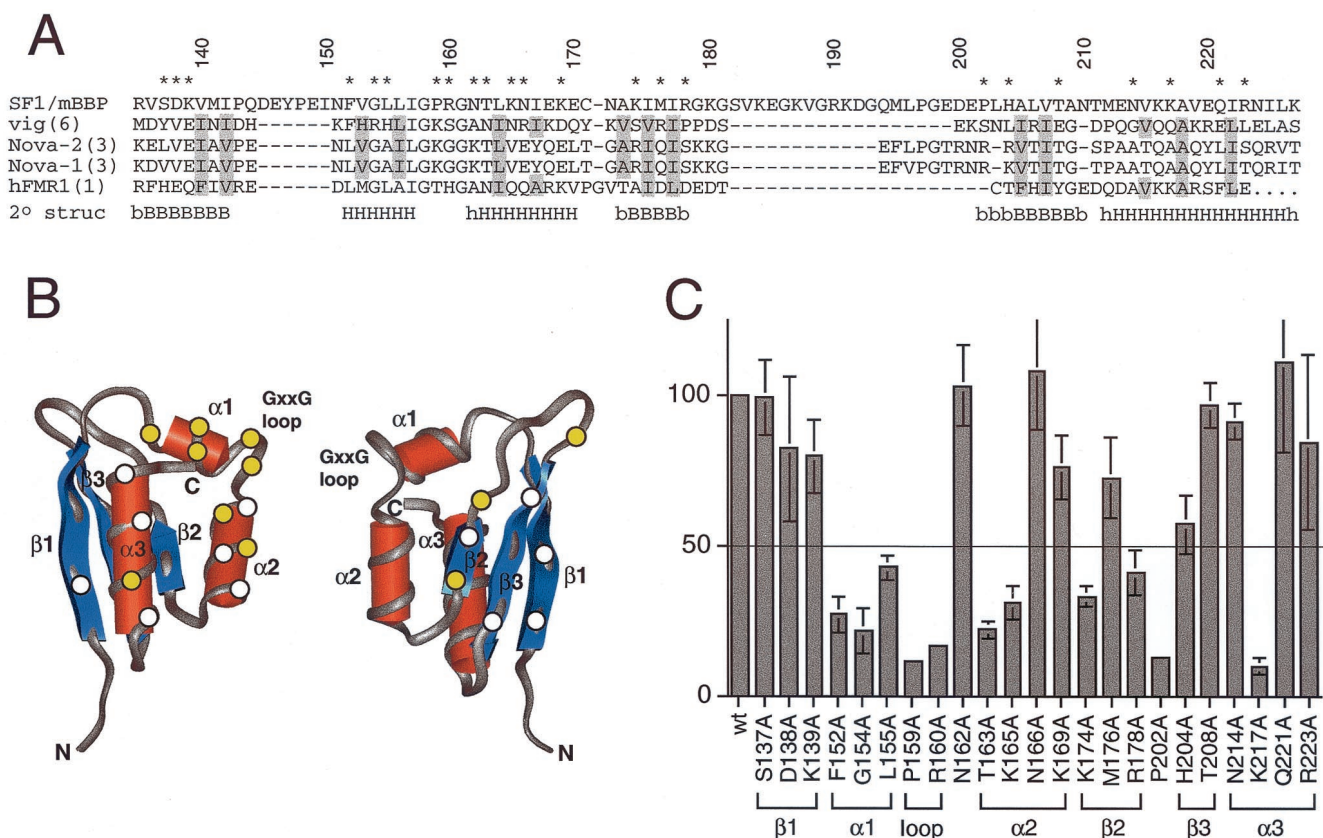 A
140 150 160 170 180 190 200 210 220
*** * ** ** ** ** * * * * * * * * * *
SF1/mBBP RVSDKVMIPQDEYPEINFVGLLIGPRGNTLKNIEKEC-NAKIMIRGKGSVKEGKVGRKDGQMLPGEDEPLHALVTANTMENVKKAVEQIRNILK
vig(6) MDYVEINIDH------KFHRHLIGKSGANINRIKDQY-KVSVRIPPDS--------------------EKSNLIRIEG-DPQGVQQAKRELLELAS
Nova-2(3) KELVEIAVPE------NLVGAILGKGGKTLVEYQELT-GARIQISKKG--------------EFLPGTRNR-RVTITG-SPAATQAAQYLISQRVT
Nova-1(3) KDVVEIAVPE------NLVGAILGKGGKTLVEYQELT-GARIQISKKG--------------EFVPGTRNR-KVTITG-TPAATQAAQYLITQRIT
hFMR1(1) RFHEQFIVRE------DLMGLAIGTHGANIQQARKVPGVTAIDLDEDT----------------------CTFHIYGEDQDAVKKARSFLE....
2º struc bBBBBBBB HHHHHH hHHHHHHHH bBBBBb bbbBBBBBb hHHHHHHHHHHHHHHh
B
GxxG
loop
α1
β3
C
β1
α3
β2
α2
N
α1
GxxG
loop
C
α3
β2
α2
β3
β1
N
C
100
50
0
wt S137A D138A K139A F152A G154A L155A P159A R160A N162A T163A K165A N166A K169A K174A M176A R178A P202A H204A T208A N214A K217A Q221A R223A
β1 α1 loop α2 β2 β3 α3